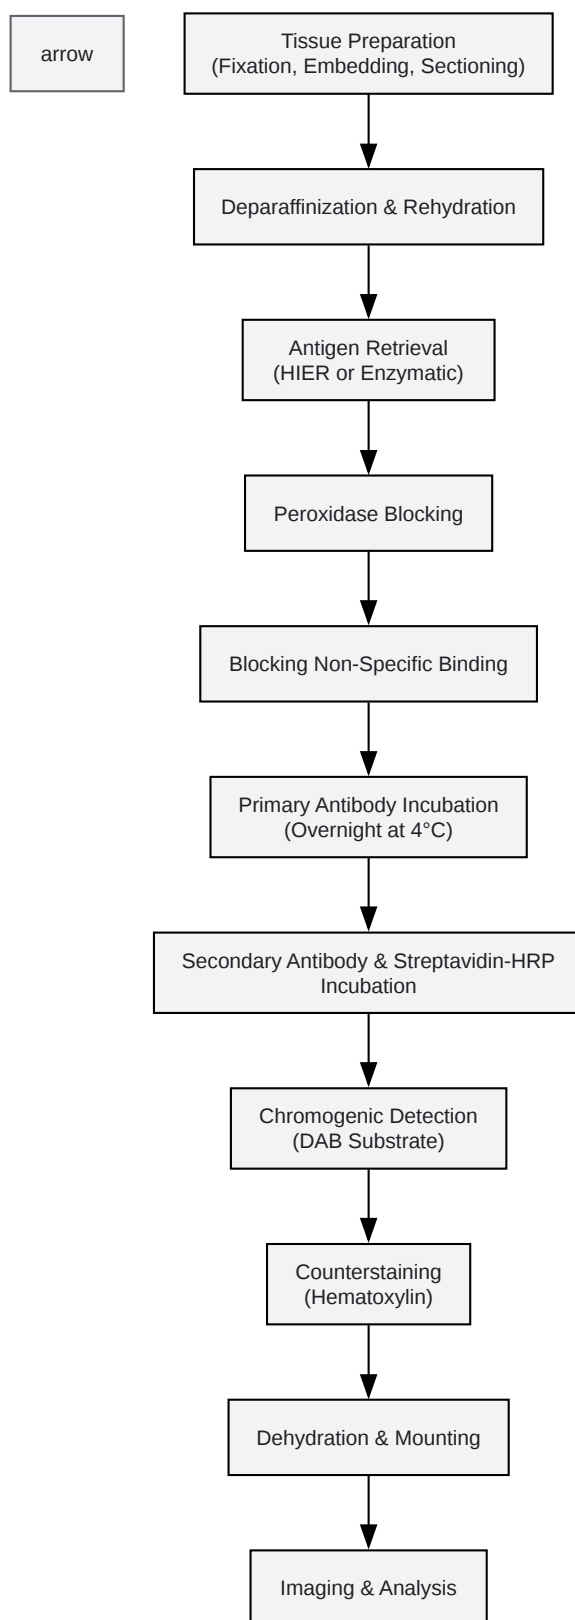 arrow
Tissue Preparation
(Fixation, Embedding, Sectioning)
Deparaffinization & Rehydration
Antigen Retrieval
(HIER or Enzymatic)
Peroxidase Blocking
Blocking Non-Specific Binding
Primary Antibody Incubation
(Overnight at 4°C)
Secondary Antibody & Streptavidin-HRP
Incubation
Chromogenic Detection
(DAB Substrate)
Counterstaining
(Hematoxylin)
Dehydration & Mounting
Imaging & Analysis